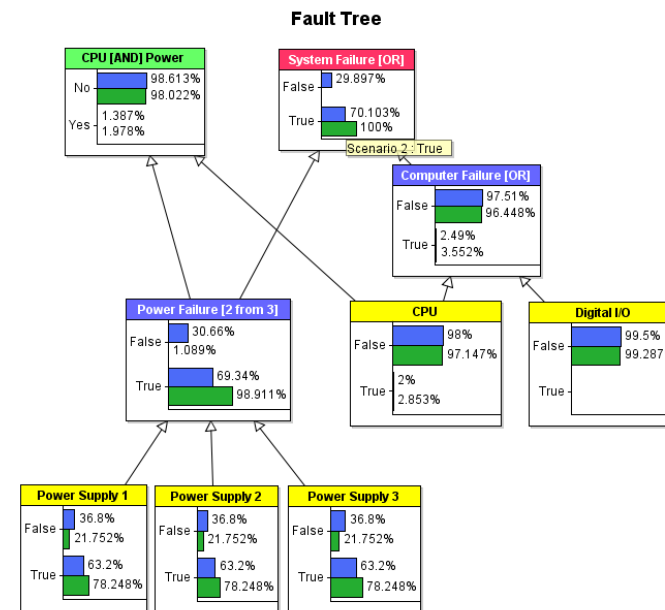 Fault Tree
CPU [AND] Power
No
98.613%
98.022%
Yes
1.387%
1.978%
System Failure [OR]
False
29.897%
True
70.103%
100%
Scenario 2 : True
Computer Failure [OR]
False
97.51%
96.448%
True
2.49%
3.552%
Power Failure [2 from 3]
False
30.66%
1.089%
True
69.34%
98.911%
CPU
False
98%
97.147%
True
2%
2.853%
Digital I/O
False
99.5%
99.287
True
Power Supply 1
False
36.8%
21.752%
True
63.2%
78.248%
Power Supply 2
False
36.8%
21.752%
True
63.2%
78.248%
Power Supply 3
False
36.8%
21.752%
True
63.2%
78.248%